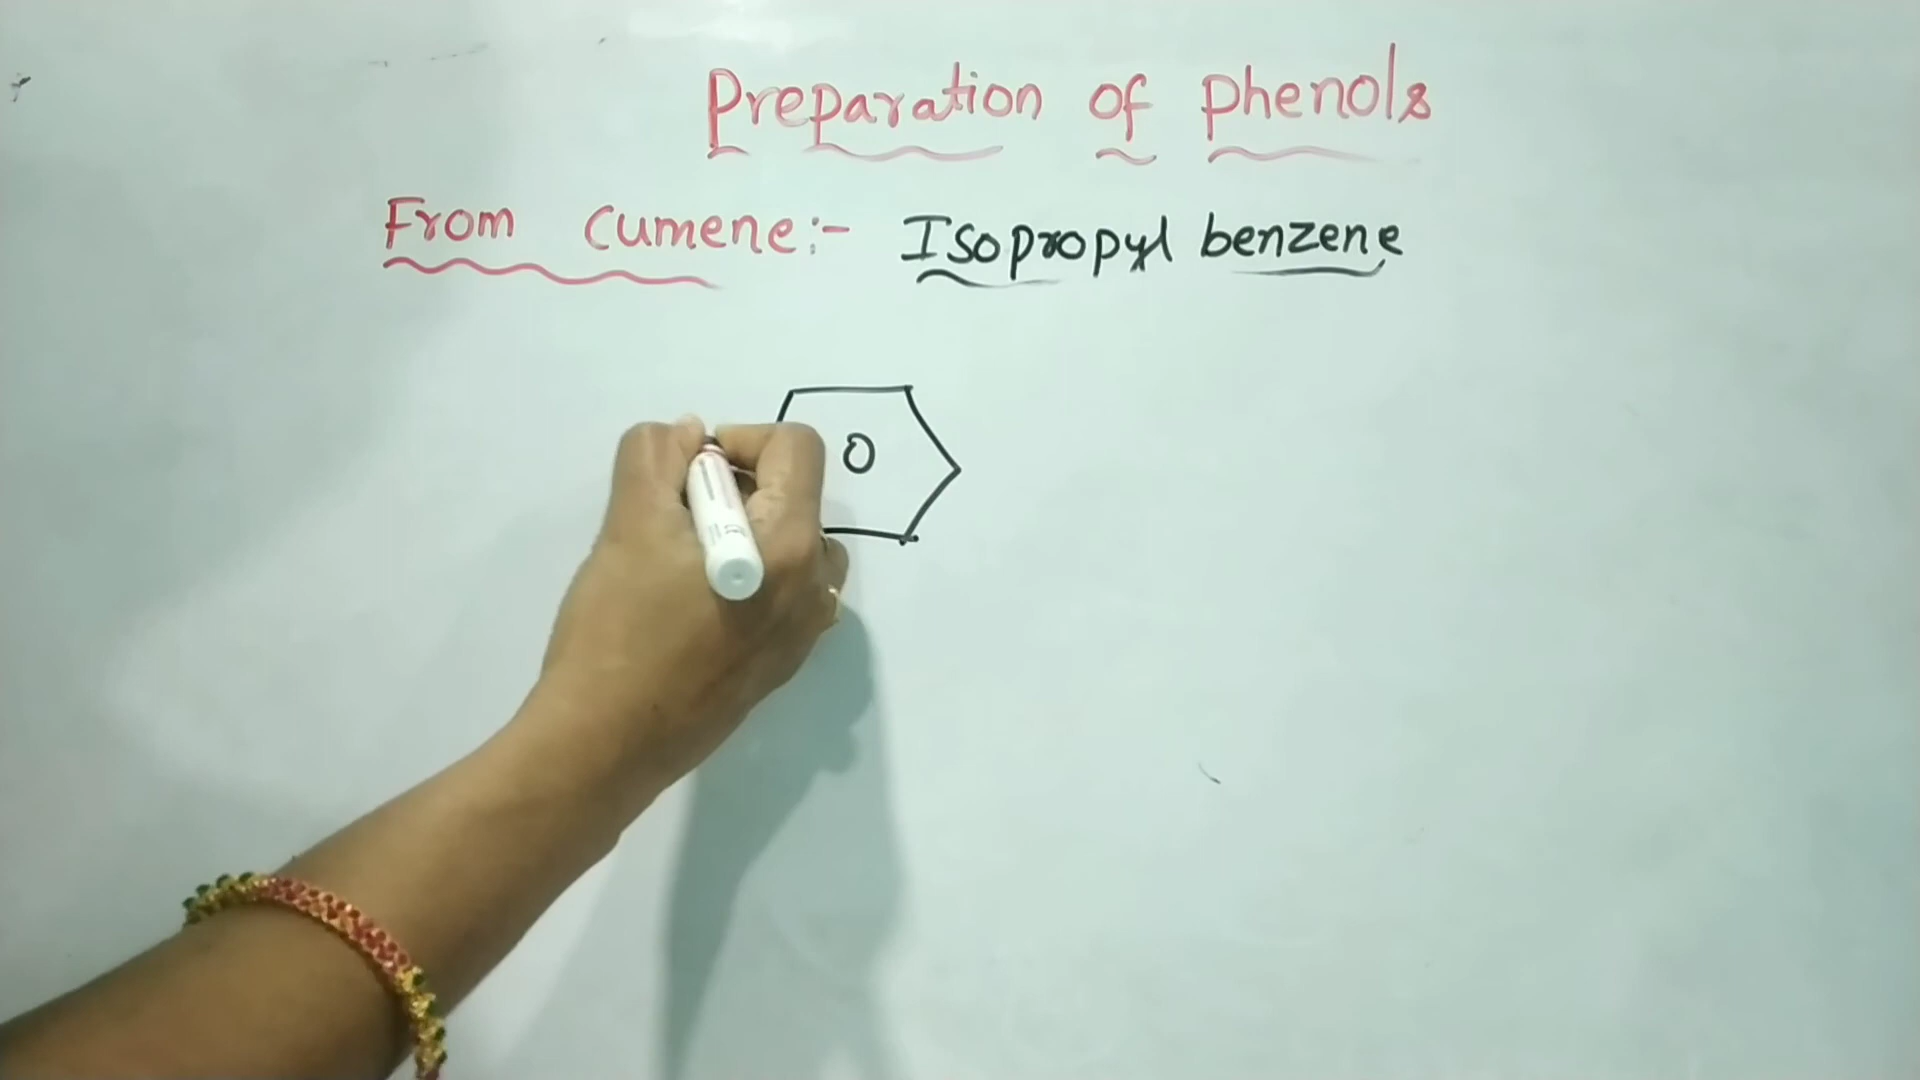 Preparation of phenols
From Cumene:- Isopropyl benzene